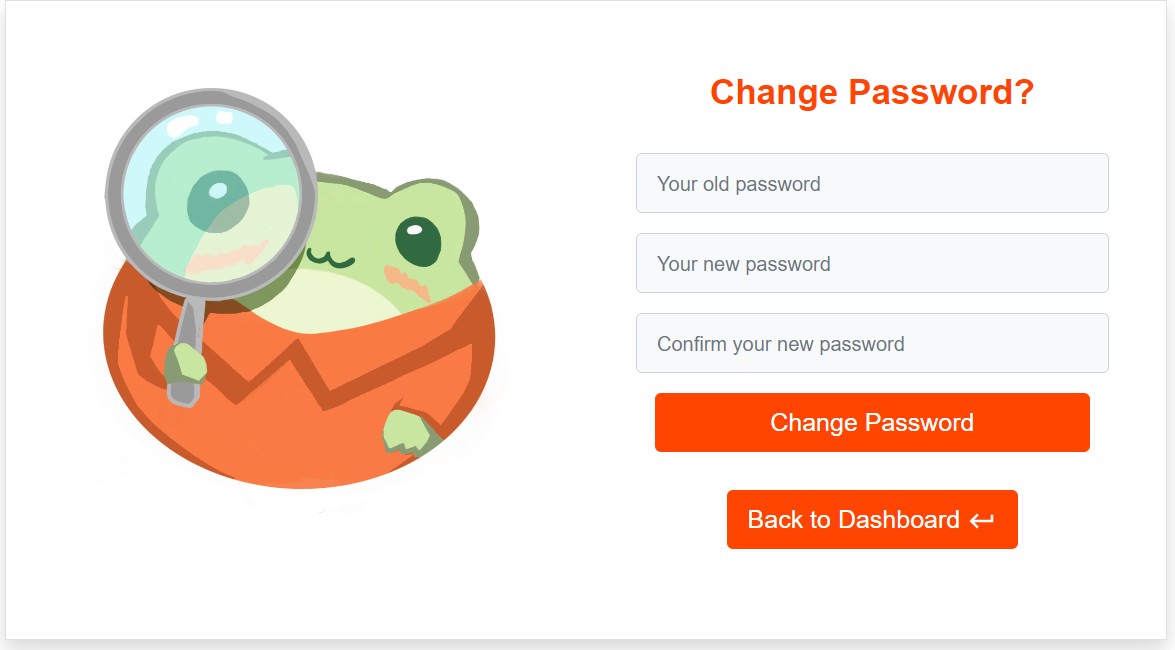 Change Password?
Your old password
Your new password
Confirm your new password
Change Password
Back to Dashboard ↵